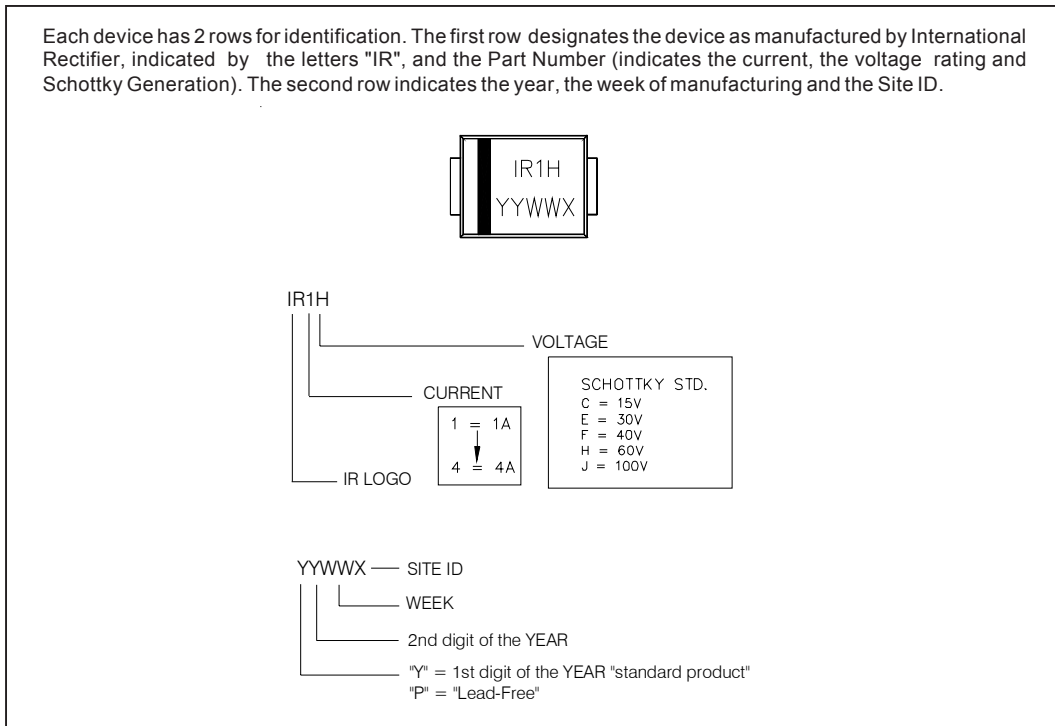 Each device has 2 rows for identification. The first row designates the device as manufactured by International
Rectifier, indicated by the letters "IR", and the Part Number (indicates the current, the voltage rating and
Schottky Generation). The second row indicates the year, the week of manufacturing and the Site ID.
IR1H
YYWWX
IR1H
VOLTAGE
SCHOTTKY STD.
C = 15V
E = 30V
F = 40V
H = 60V
J = 100V
CURRENT
1 = 1A
4 = 4A
IR LOGO
YYWWX SITE ID
WEEK
2nd digit of the YEAR
"Y" = 1st digit of the YEAR "standard product"
"P" = "Lead-Free"